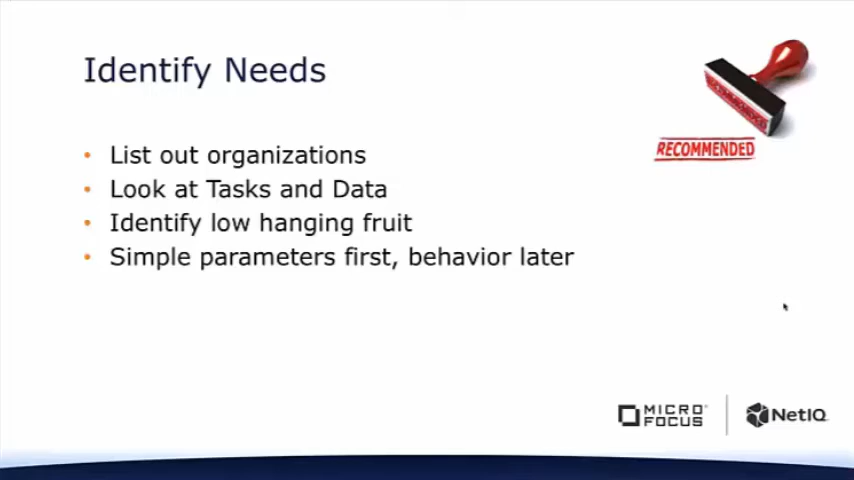 Identify Needs
RECOMMENDED
• List out organizations
• Look at Tasks and Data
• Identify low hanging fruit
• Simple parameters first, behavior later
MICRO
FOCUS
NetIQ